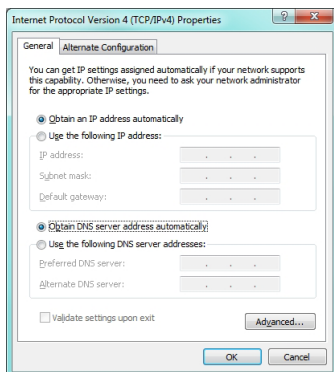 Internet Protocol Version 4 (TCP/IPv4) Properties
General Alternate Configuration
You can get IP settings assigned automatically if your network supports
this capability. Otherwise, you need to ask your network administrator
for the appropriate IP settings.
Obtain an IP address automatically
Use the following IP address:
IP address:
Subnet mask:
Default gateway:
Obtain DNS server address automatically
Use the following DNS server addresses:
Preferred DNS server:
Alternate DNS server:
Validate settings upon exit
Advanced...
OK Cancel